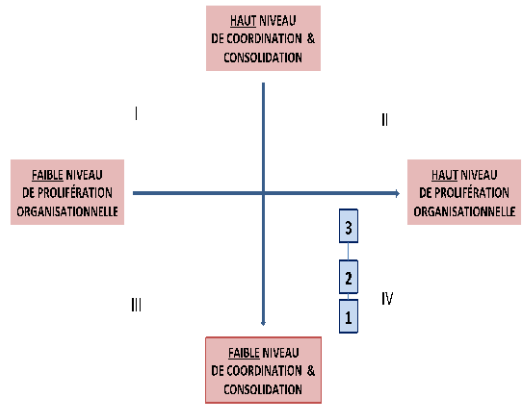 HAUT NIVEAU
DE COORDINATION &
CONSOLIDATION
I
II
FAIBLE NIVEAU
DE PROLIFÉRATION
ORGANISATIONNELLE
HAUT NIVEAU
DE PROLIFÉRATION
ORGANISATIONNELLE
3
2
1
III
IV
FAIBLE NIVEAU
DE COORDINATION &
CONSOLIDATION